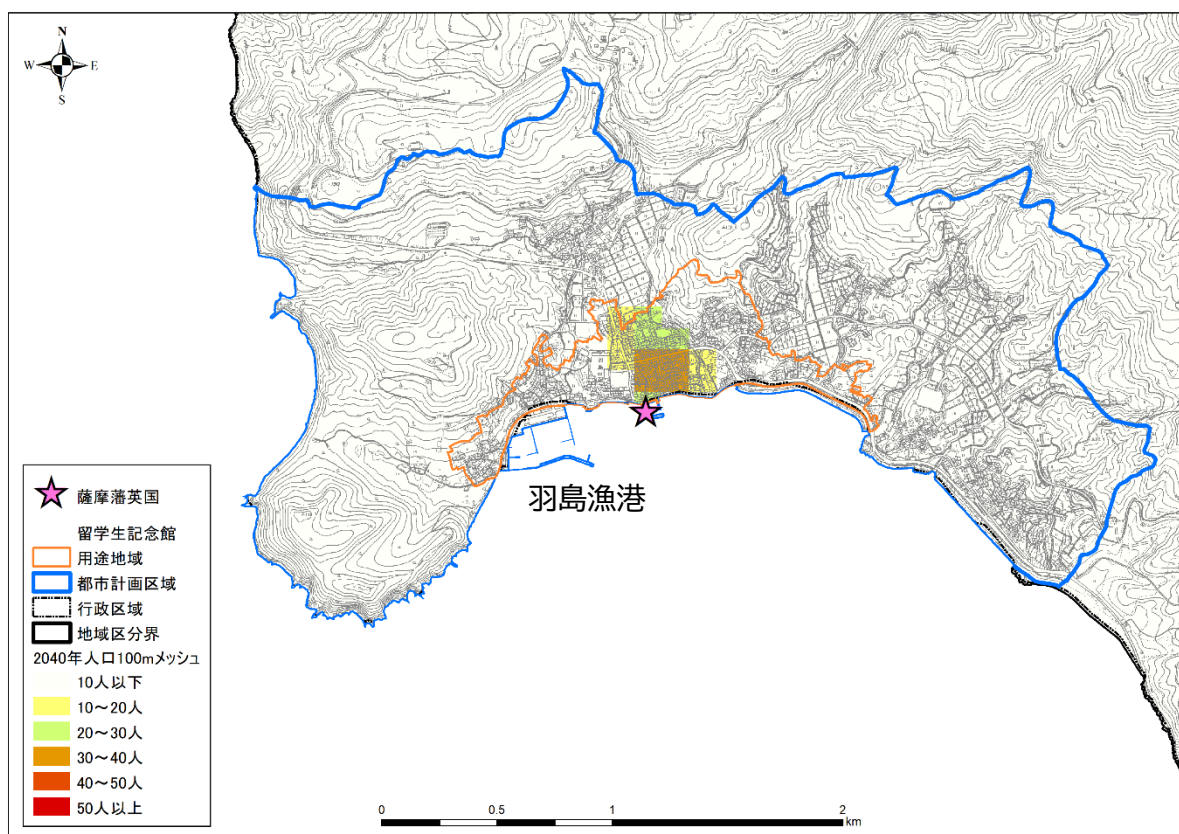 N
W E
S
羽島漁港
薩摩藩英国
留学生記念館
用途地域
都市計画区域
行政区域
地域区分界
2040年人口100mメッシュ
10人以下
10～20人
20～30人
30～40人
40～50人
50人以上
0 0.5 1 2
km